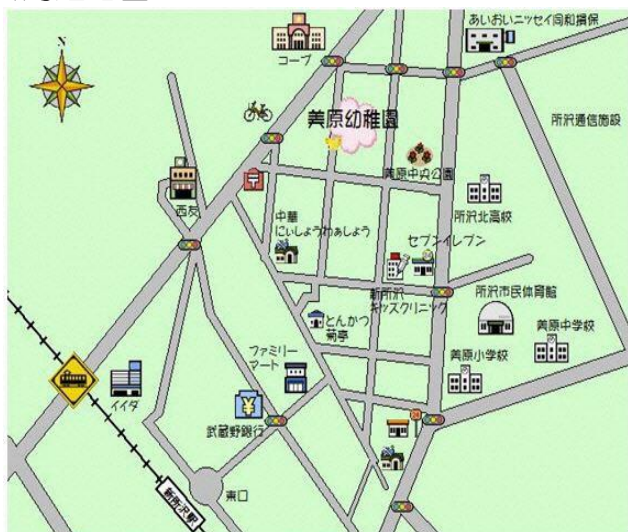 あいおいニッセイ同和損保
N
コープ
美原幼稚園
所沢通信施設
美原中央公園
西友
所沢北高校
中華
にぃしょうわぁしょう
セブンイレブン
新所沢
キッズクリニック
所沢市民体育館
とんかつ
菊亭
美原中学校
ファミリー
マート
美原小学校
イイダ
武蔵野銀行
東口
新所沢駅